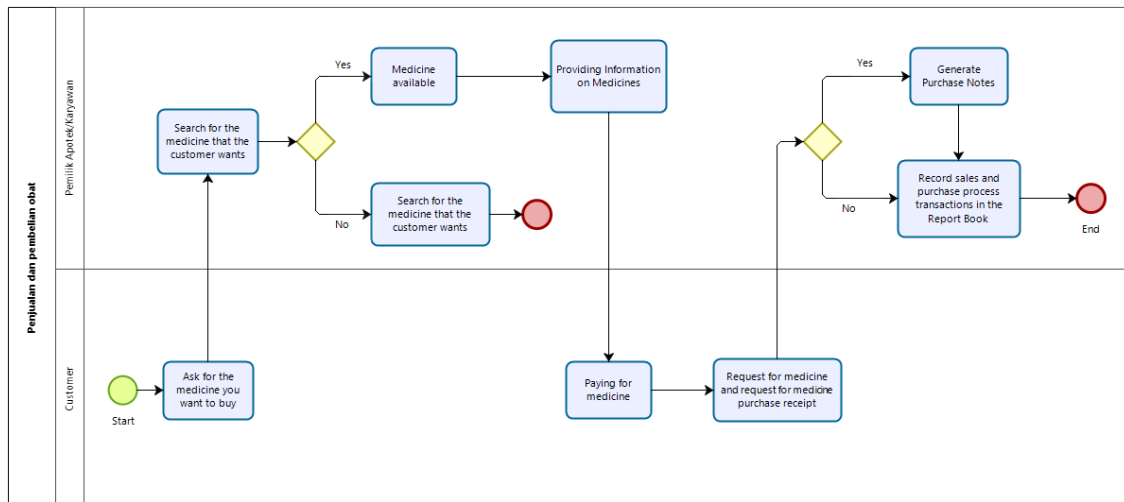 Penjualan dan pembelian obat
Pemilik Apotek/Karyawan
Search for the
medicine that the
customer wants
Yes
Medicine
available
Providing Information
on Medicines
No
Search for the
medicine that the
customer wants
Yes
Generate
Purchase Notes
No
Record sales and
purchase process
transactions in the
Report Book
End
Customer
Start
Ask for the
medicine you
want to buy
Paying for
medicine
Request for medicine
and request for medicine
purchase receipt